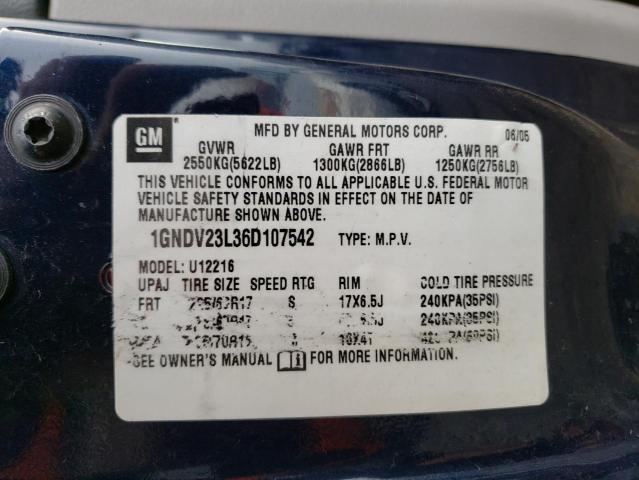 GM
MFD BY GENERAL MOTORS CORP. 06/05
GVWR GAWR FRT GAWR RR
2550KG(5622LB) 1300KG(2866LB) 1250KG(2756LB)
THIS VEHICLE CONFORMS TO ALL APPLICABLE U.S. FEDERAL MOTOR
VEHICLE SAFETY STANDARDS IN EFFECT ON THE DATE OF
MANUFACTURE SHOWN ABOVE.
1GNDV23L36D107542 TYPE: M.P.V.
MODEL: U12216
UPAJ TIRE SIZE SPEED RTG RIM COLD TIRE PRESSURE
FRT S 17X6.5J 240KPA(35PSI)
240KPA(35PSI)
SEE OWNER'S MANUAL FOR MORE INFORMATION.